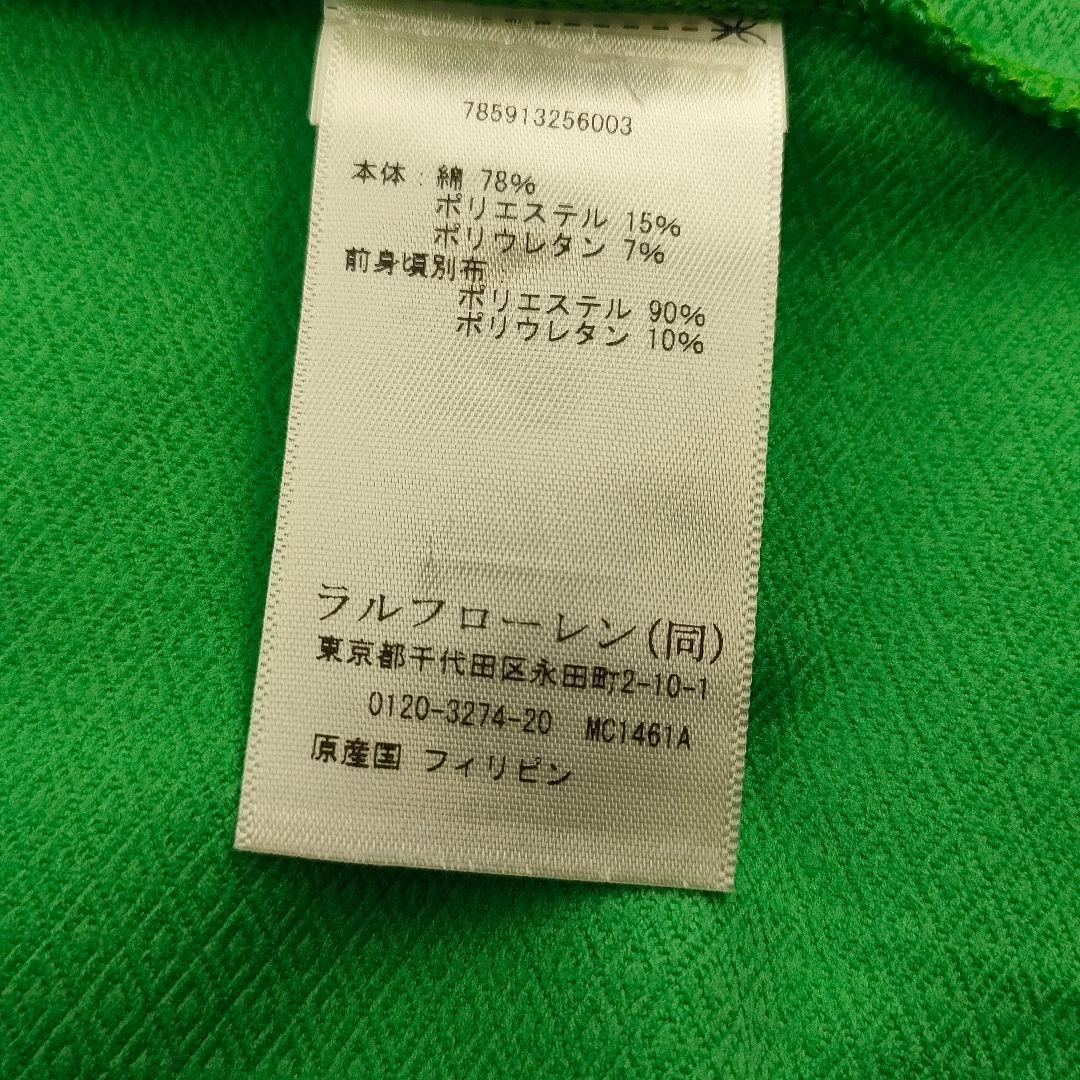 785913256003
本体：綿 78%
ポリエステル 15%
ポリウレタン 7%
前身頃別布
ポリエステル 90%
ポリウレタン 10%
ラルフローレン(同)
東京都千代田区永田町2-10-1
0120-3274-20 MC1461A
原産国 フィリピン